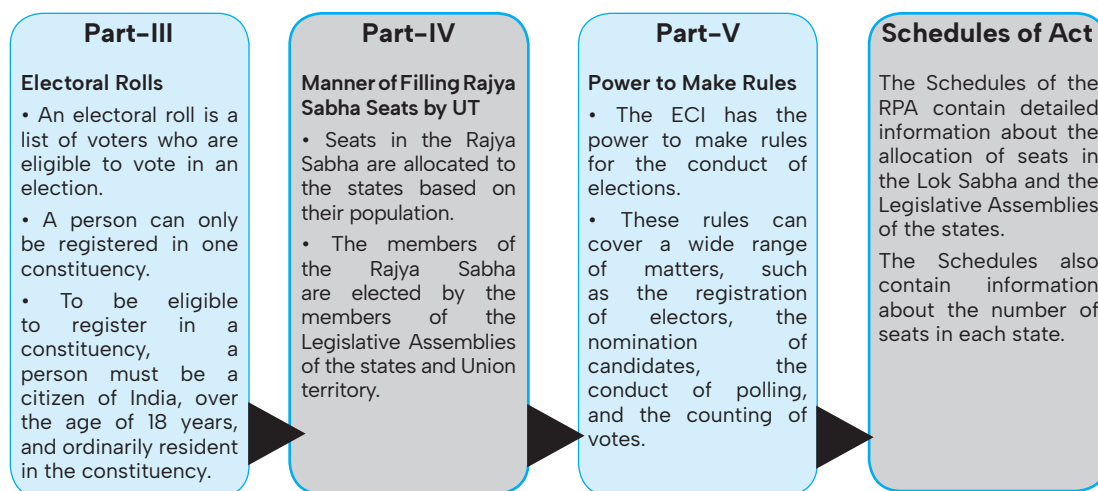 Part-III
Electoral Rolls
• An electoral roll is a
list of voters who are
eligible to vote in an
election.
• A person can only
be registered in one
constituency.
• To be eligible
to register in a
constituency, a
person must be a
citizen of India, over
the age of 18 years,
and ordinarily resident
in the constituency.
Part-IV
Manner of Filling Rajya
Sabha Seats by UT
• Seats in the Rajya
Sabha are allocated to
the states based on
their population.
• The members of
the Rajya Sabha
are elected by the
members of the
Legislative Assemblies
of the states and Union
territory.
Part-V
Power to Make Rules
• The ECI has the
power to make rules
for the conduct of
elections.
• These rules can
cover a wide range
of matters, such
as the registration
of electors, the
nomination of
candidates, the
conduct of polling,
and the counting of
votes.
Schedules of Act
The Schedules of the
RPA contain detailed
information about the
allocation of seats in
the Lok Sabha and the
Legislative Assemblies
of the states.
The Schedules also
contain information
about the number of
seats in each state.